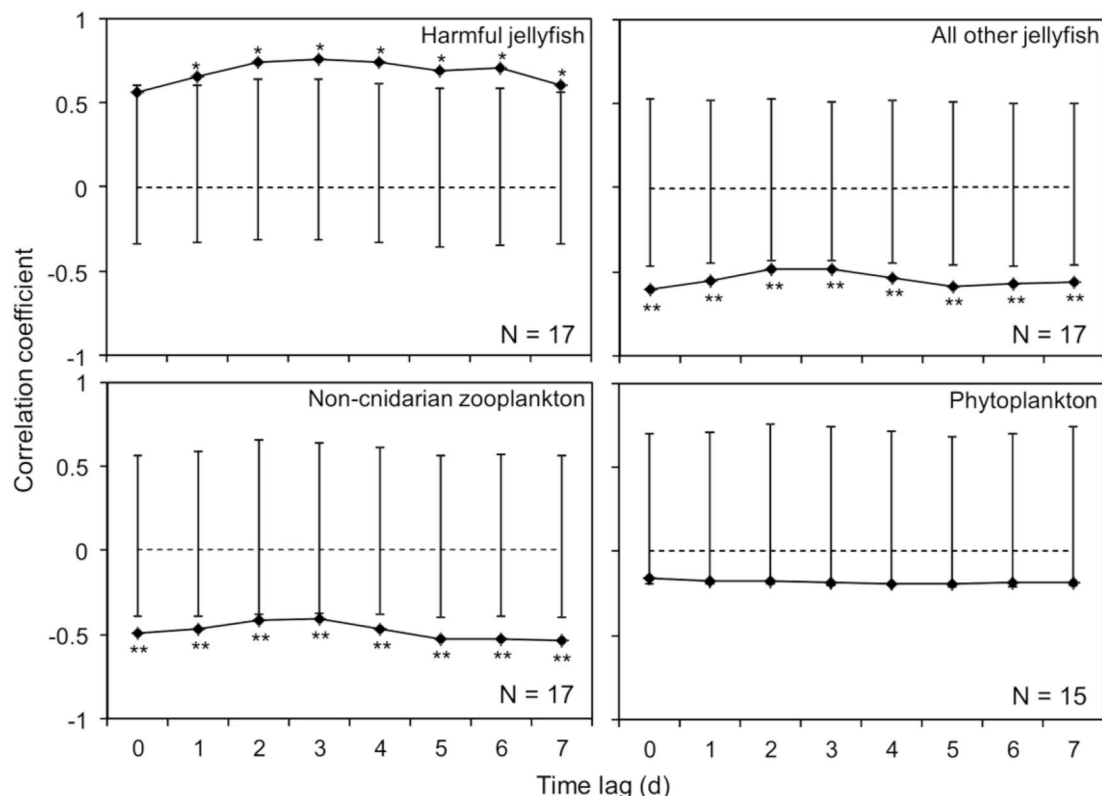 Correlation coefficient
1
0.5
0
-0.5
-1
Harmful jellyfish
* * * * * * *
N = 17
All other jellyfish
** ** ** ** ** ** ** **
N = 17
1
0.5
0
-0.5
-1
Non-cnidarian zooplankton
** ** ** ** ** ** ** **
N = 17
Phytoplankton
N = 15
0 1 2 3 4 5 6 7
0 1 2 3 4 5 6 7
Time lag (d)